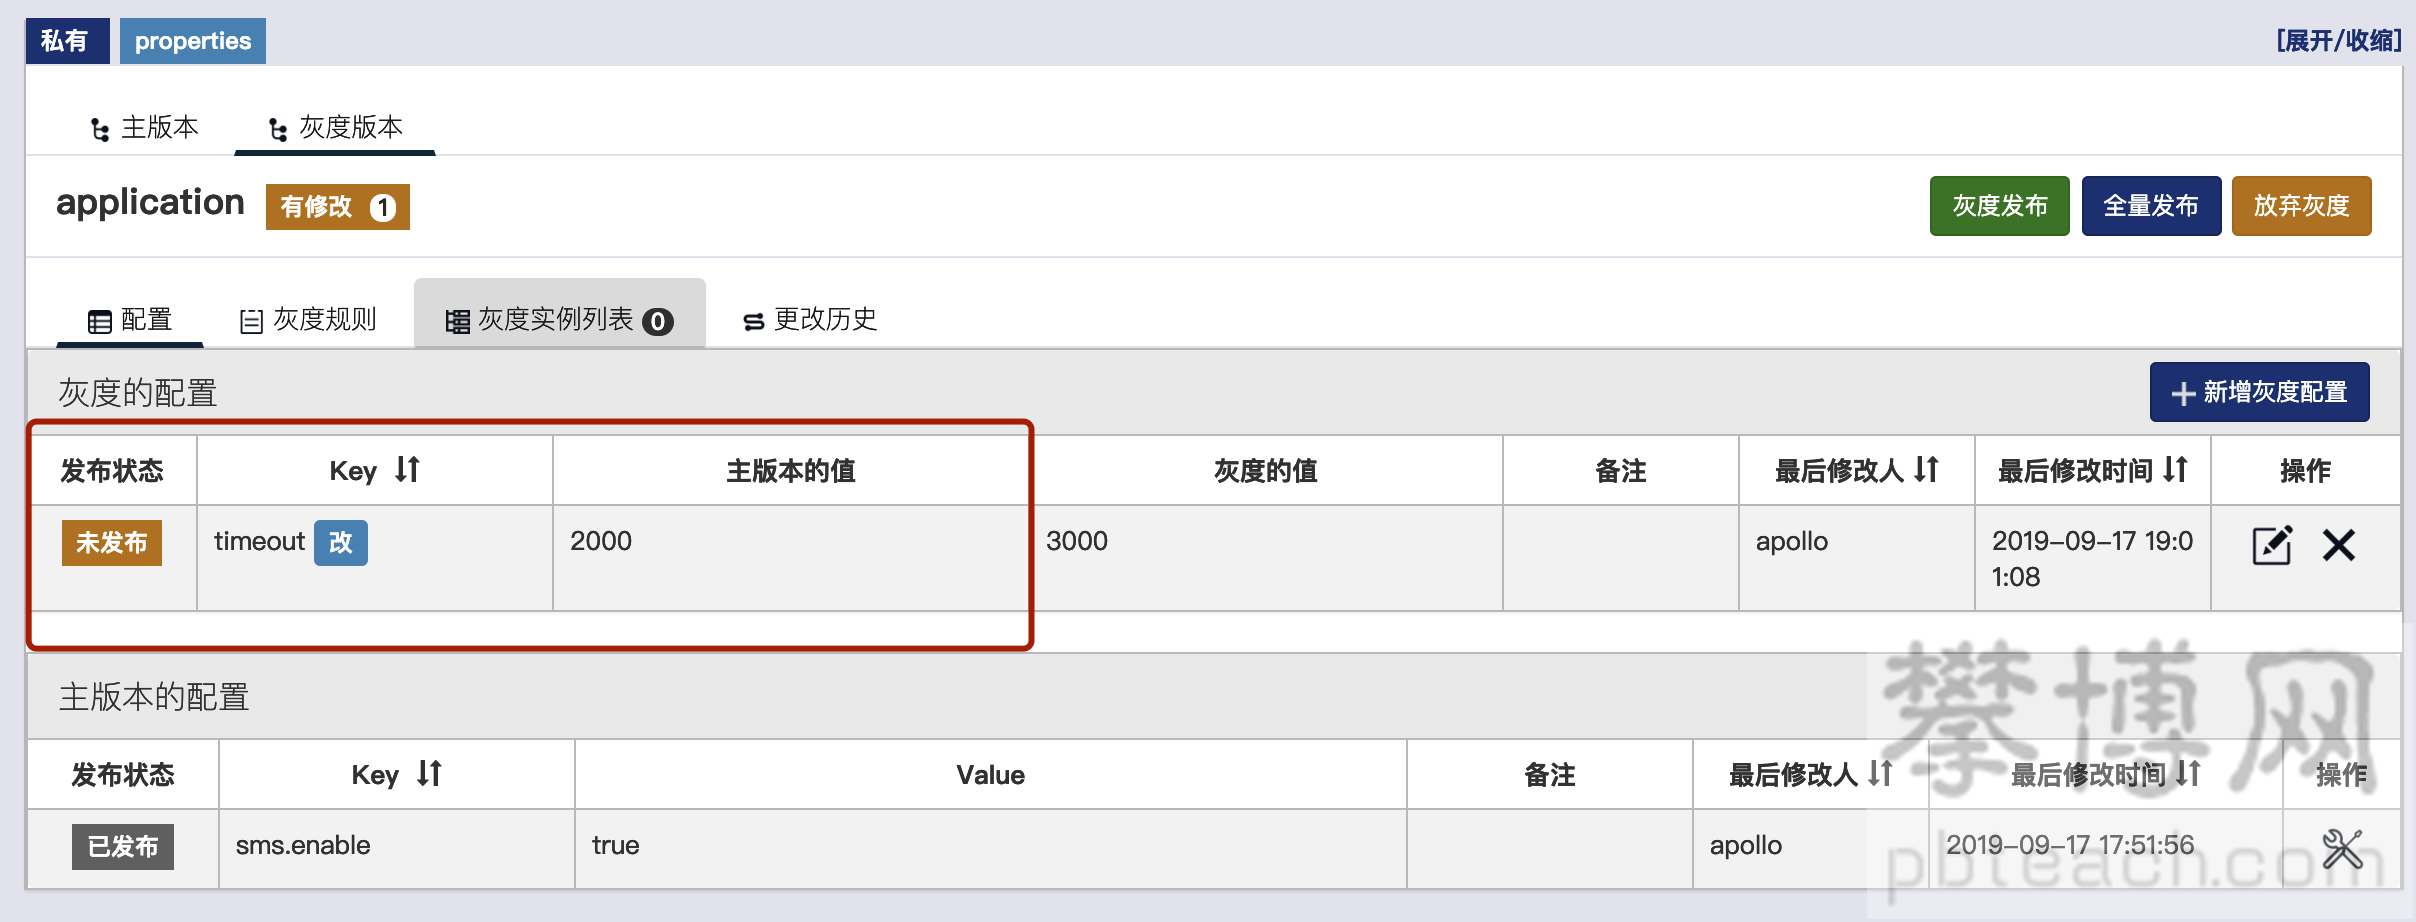 私有 properties [展开/收缩]
主版本 灰度版本
application 有修改 1 灰度发布 全量发布 放弃灰度
配置 灰度规则 灰度实例列表 0 更改历史
灰度的配置 新增灰度配置
发布状态 Key 主版本的值 灰度的值 备注 最后修改人 最后修改时间 操作
未发布 timeout 改 2000 3000 apollo 2019-09-17 19:0
1:08
主版本的配置
发布状态 Key Value 备注 最后修改人 最后修改时间 操作
已发布 sms.enable true apollo 2019-09-17 17:51:56
攀博网
pbteach.com